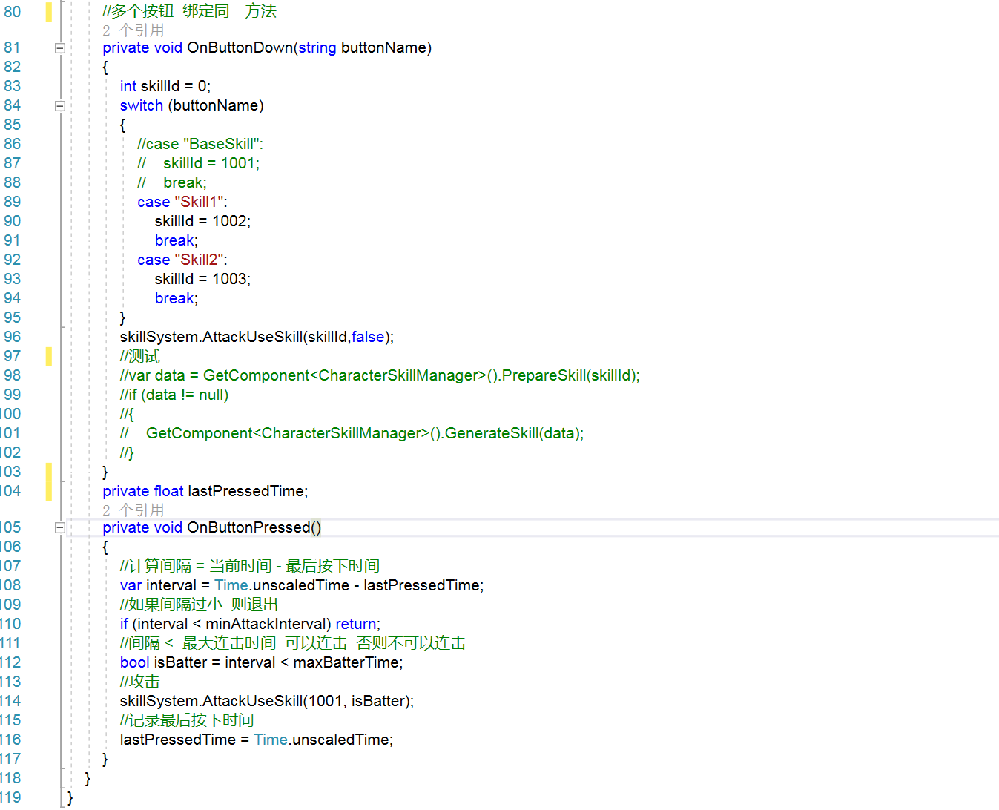 80 //多个按钮 绑定同一方法
2 个引用
81 private void OnButtonDown(string buttonName)
82 {
83 int skillId = 0;
84 switch (buttonName)
85 {
86 //case "BaseSkill":
87 // skillId = 1001;
88 // break;
89 case "Skill1":
90 skillId = 1002;
91 break;
92 case "Skill2":
93 skillId = 1003;
94 break;
95 }
96 skillSystem.AttackUseSkill(skillId,false);
97 //测试
98 //var data = GetComponent<CharacterSkillManager>().PrepareSkill(skillId);
99 //if (data != null)
100 //{
101 // GetComponent<CharacterSkillManager>().GenerateSkill(data);
102 //}
103 }
104 private float lastPressedTime;
2 个引用
105 private void OnButtonPressed()
106 {
107 //计算间隔 = 当前时间 - 最后按下时间
108 var interval = Time.unscaledTime - lastPressedTime;
109 //如果间隔过小 则退出
110 if (interval < minAttackInterval) return;
111 //间隔 < 最大连击时间 可以连击 否则不可以连击
112 bool isBatter = interval < maxBatterTime;
113 //攻击
114 skillSystem.AttackUseSkill(1001, isBatter);
115 //记录最后按下时间
116 lastPressedTime = Time.unscaledTime;
117 }
118 }
119 }